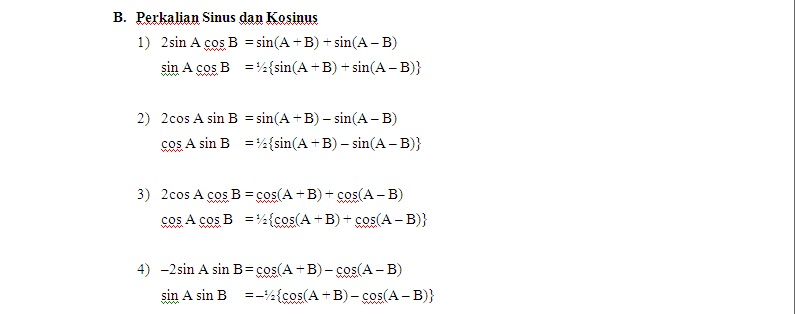 B. Perkalian Sinus dan Kosinus
1) 2sin A cos B = sin(A + B) + sin(A – B)
sin A cos B = ½{sin(A + B) + sin(A – B)}
2) 2cos A sin B = sin(A + B) – sin(A – B)
cos A sin B = ½{sin(A + B) – sin(A – B)}
3) 2cos A cos B = cos(A + B) + cos(A – B)
cos A cos B = ½{cos(A + B) + cos(A – B)}
4) –2sin A sin B = cos(A + B) – cos(A – B)
sin A sin B = –½{cos(A + B) – cos(A – B)}